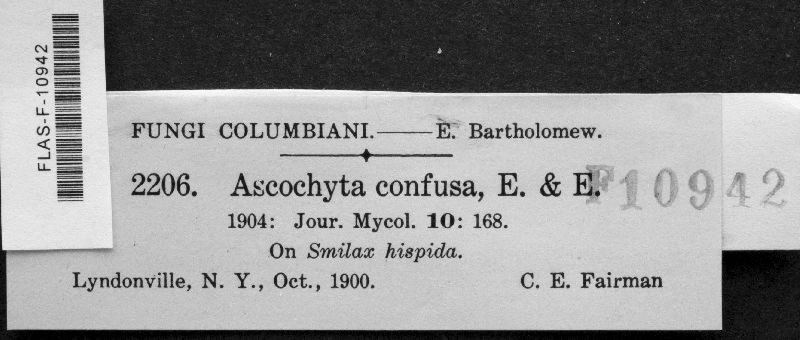 FLAS-F-10942
FUNGI COLUMBIANI.——E. Bartholomew.
2206. Ascochyta confusa, E. & E.
F10942
1904: Jour. Mycol. 10: 168.
On Smilax hispida.
Lyndonville, N. Y., Oct., 1900. C. E. Fairman